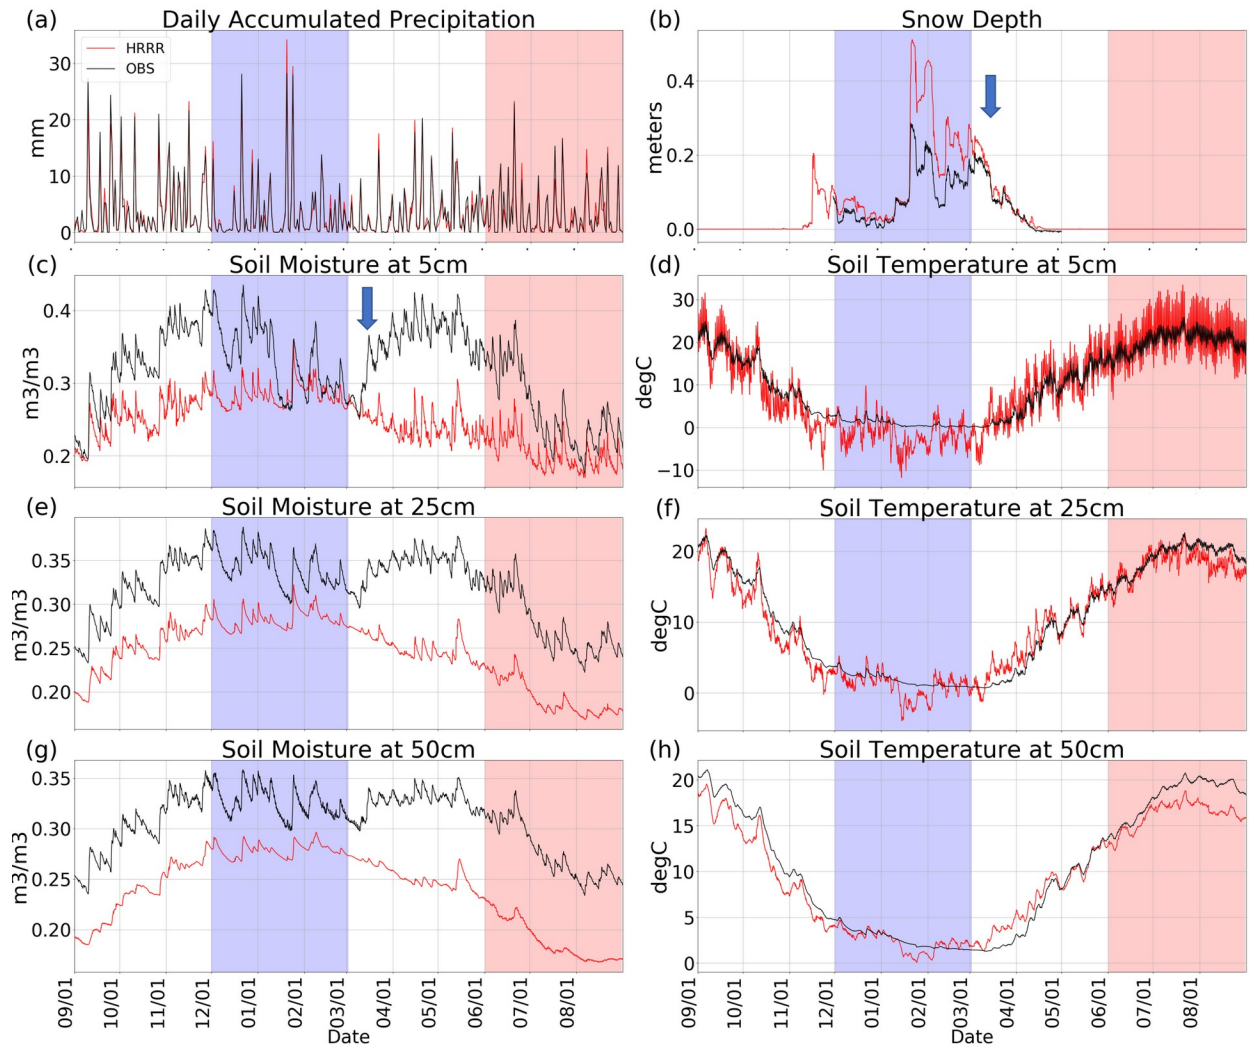 (a) Daily Accumulated Precipitation
HRRR
OBS
30
20
10
0
mm
(b) Snow Depth
0.4
0.2
0.0
meters
(c) Soil Moisture at 5cm
0.4
0.3
0.2
m3/m3
(d) Soil Temperature at 5cm
30
20
10
0
−10
degC
(e) Soil Moisture at 25cm
0.35
0.30
0.25
0.20
m3/m3
(f) Soil Temperature at 25cm
20
10
0
degC
(g) Soil Moisture at 50cm
0.35
0.30
0.25
0.20
m3/m3
09/01
10/01
11/01
12/01
01/01
02/01
03/01
04/01
05/01
06/01
07/01
08/01
Date
(h) Soil Temperature at 50cm
20
15
10
5
0
degC
09/01
10/01
11/01
12/01
01/01
02/01
03/01
04/01
05/01
06/01
07/01
08/01
Date